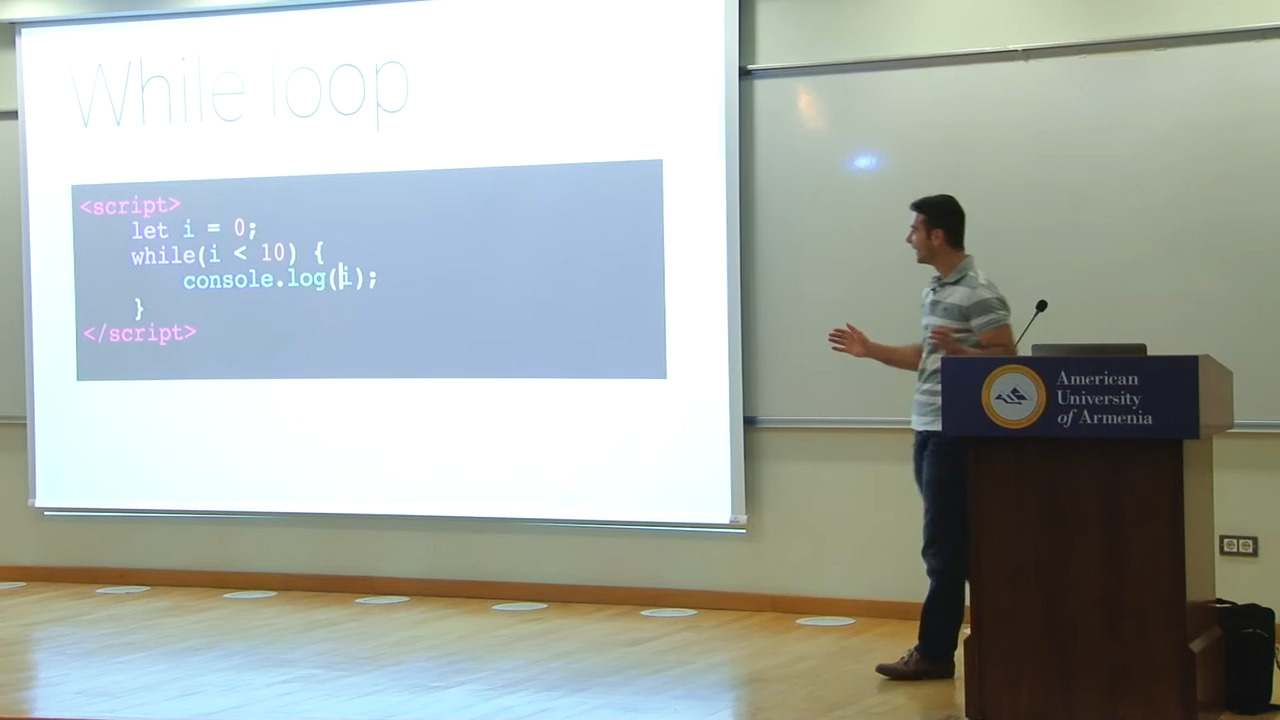 While loop
<script>
let i = 0;
while(i < 10) {
console.log(i);
}
</script>
American
University
of Armenia